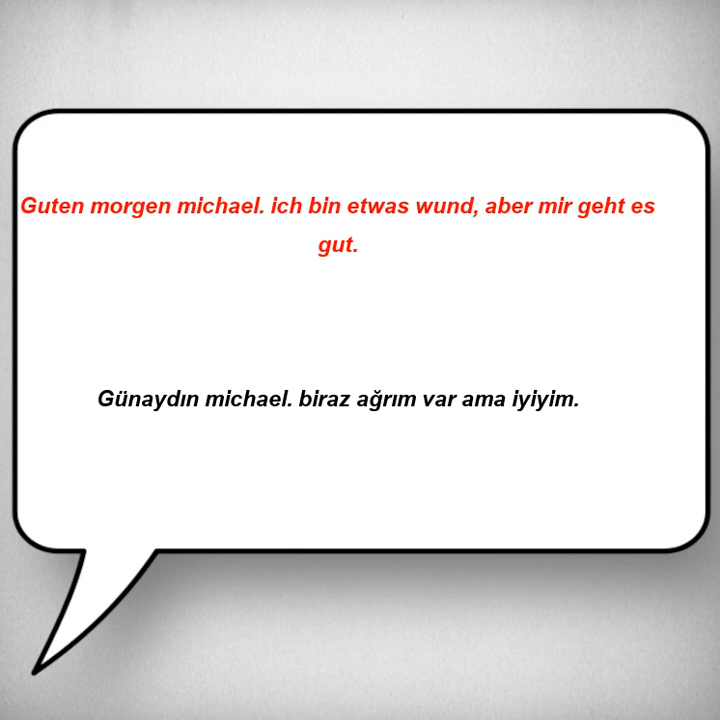 Guten morgen michael. ich bin etwas wund, aber mir geht es
gut.
Günaydın michael. biraz ağrım var ama iyiyim.